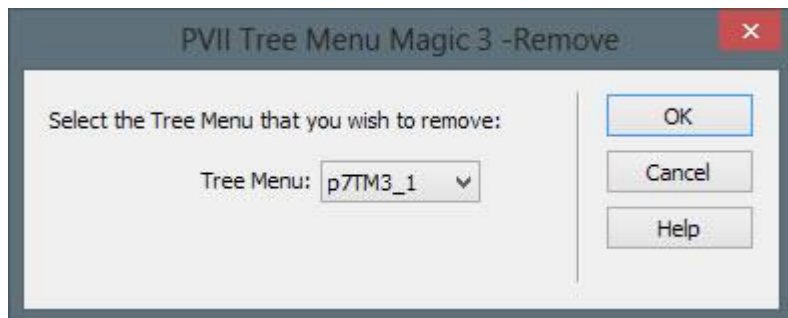 PVII Tree Menu Magic 3 -Remove
Select the Tree Menu that you wish to remove:
Tree Menu: p7TM3_1
OK
Cancel
Help